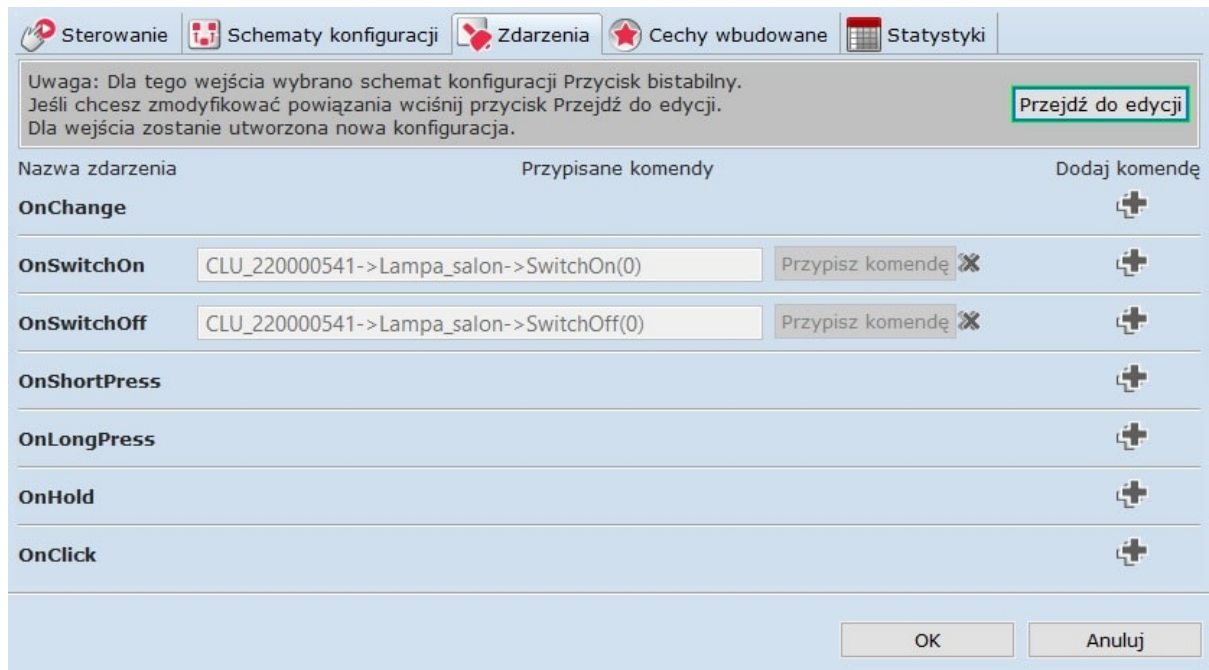 Sterowanie Schematy konfiguracji Zdarzenia Cechy wbudowane Statystyki
Uwaga: Dla tego wejścia wybrano schemat konfiguracji Przycisk bistabilny.
Jeśli chcesz zmodyfikować powiązania wciśnij przycisk Przejdź do edycji.
Dla wejścia zostanie utworzona nowa konfiguracja.
Przejdź do edycji
Nazwa zdarzenia Przypisane komendy Dodaj komendę
OnChange
OnSwitchOn CLU_220000541->Lampa_salon->SwitchOn(0) Przypisz komendę
OnSwitchOff CLU_220000541->Lampa_salon->SwitchOff(0) Przypisz komendę
OnShortPress
OnLongPress
OnHold
OnClick
OK Anuluj